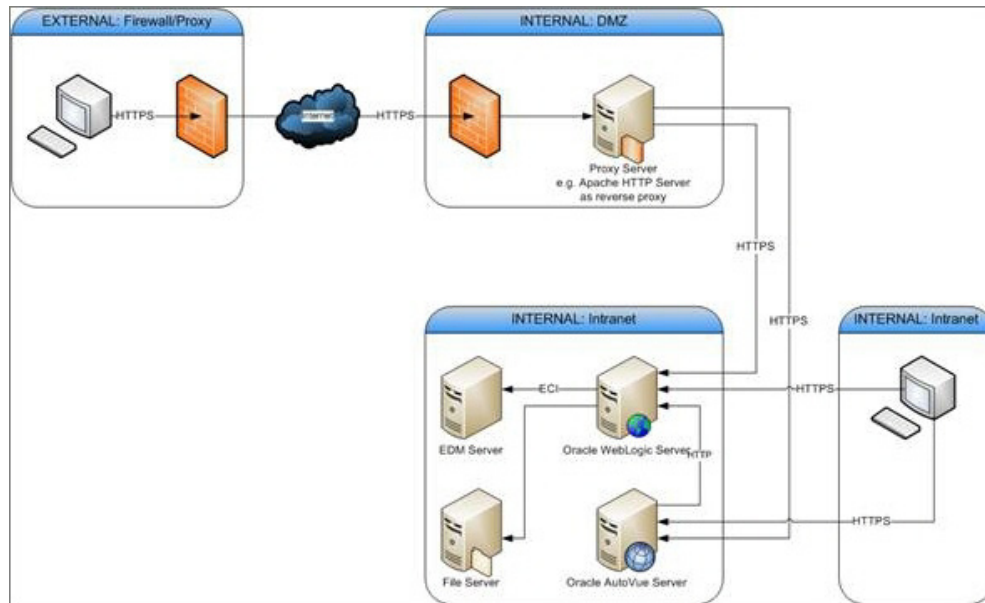 EXTERNAL: Firewall/Proxy
INTERNAL: DMZ
HTTPS
Internet
HTTPS
Proxy Server
e.g. Apache HTTP Server
as reverse proxy
HTTPS
HTTPS
INTERNAL: Intranet
INTERNAL: Intranet
ECI
HTTPS
EDM Server
Oracle WebLogic Server
HTTP
HTTPS
File Server
Oracle AutoVue Server